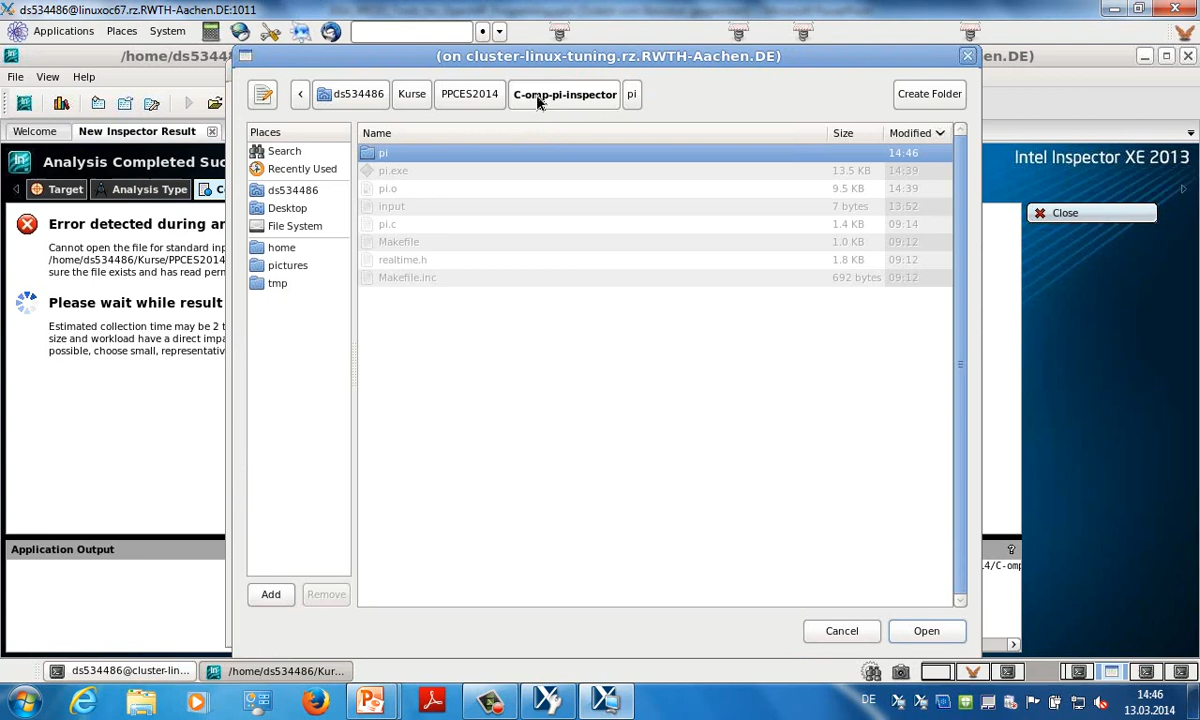 ds534486@linuxoc67.rz.RWTH-Aachen.DE:1011
Applications Places System
/home/ds5344
(on cluster-linux-tuning.rz.RWTH-Aachen.DE)
en.DE)
File View Help
ds534486 Kurse PPCES2014 C-omp-pi-inspector pi Create Folder
Welcome New Inspector Result
Places
Search
Recently Used
ds534486
Desktop
File System
home
pictures
tmp
Add Remove
Name Size Modified
pi 14:46
pi.exe 13.5 KB 14:39
pi.o 9.5 KB 14:39
input 7 bytes 13:52
pi.c 1.4 KB 09:14
Makefile 1.0 KB 09:12
realtime.h 1.8 KB 09:12
Makefile.inc 692 bytes 09:12
Cancel Open
Analysis Completed Suc
Intel Inspector XE 2013
Target Analysis Type C
Close
Error detected during an
Cannot open the file for standard inp
/home/ds534486/Kurse/PPCES2014
sure the file exists and has read perm
Please wait while result
Estimated collection time may be 2 t
size and workload have a direct impa
possible, choose small, representativ
Application Output
?
14/C-omp
ds534486@cluster-lin... /home/ds534486/Kur...
DE 14:46
13.03.2014